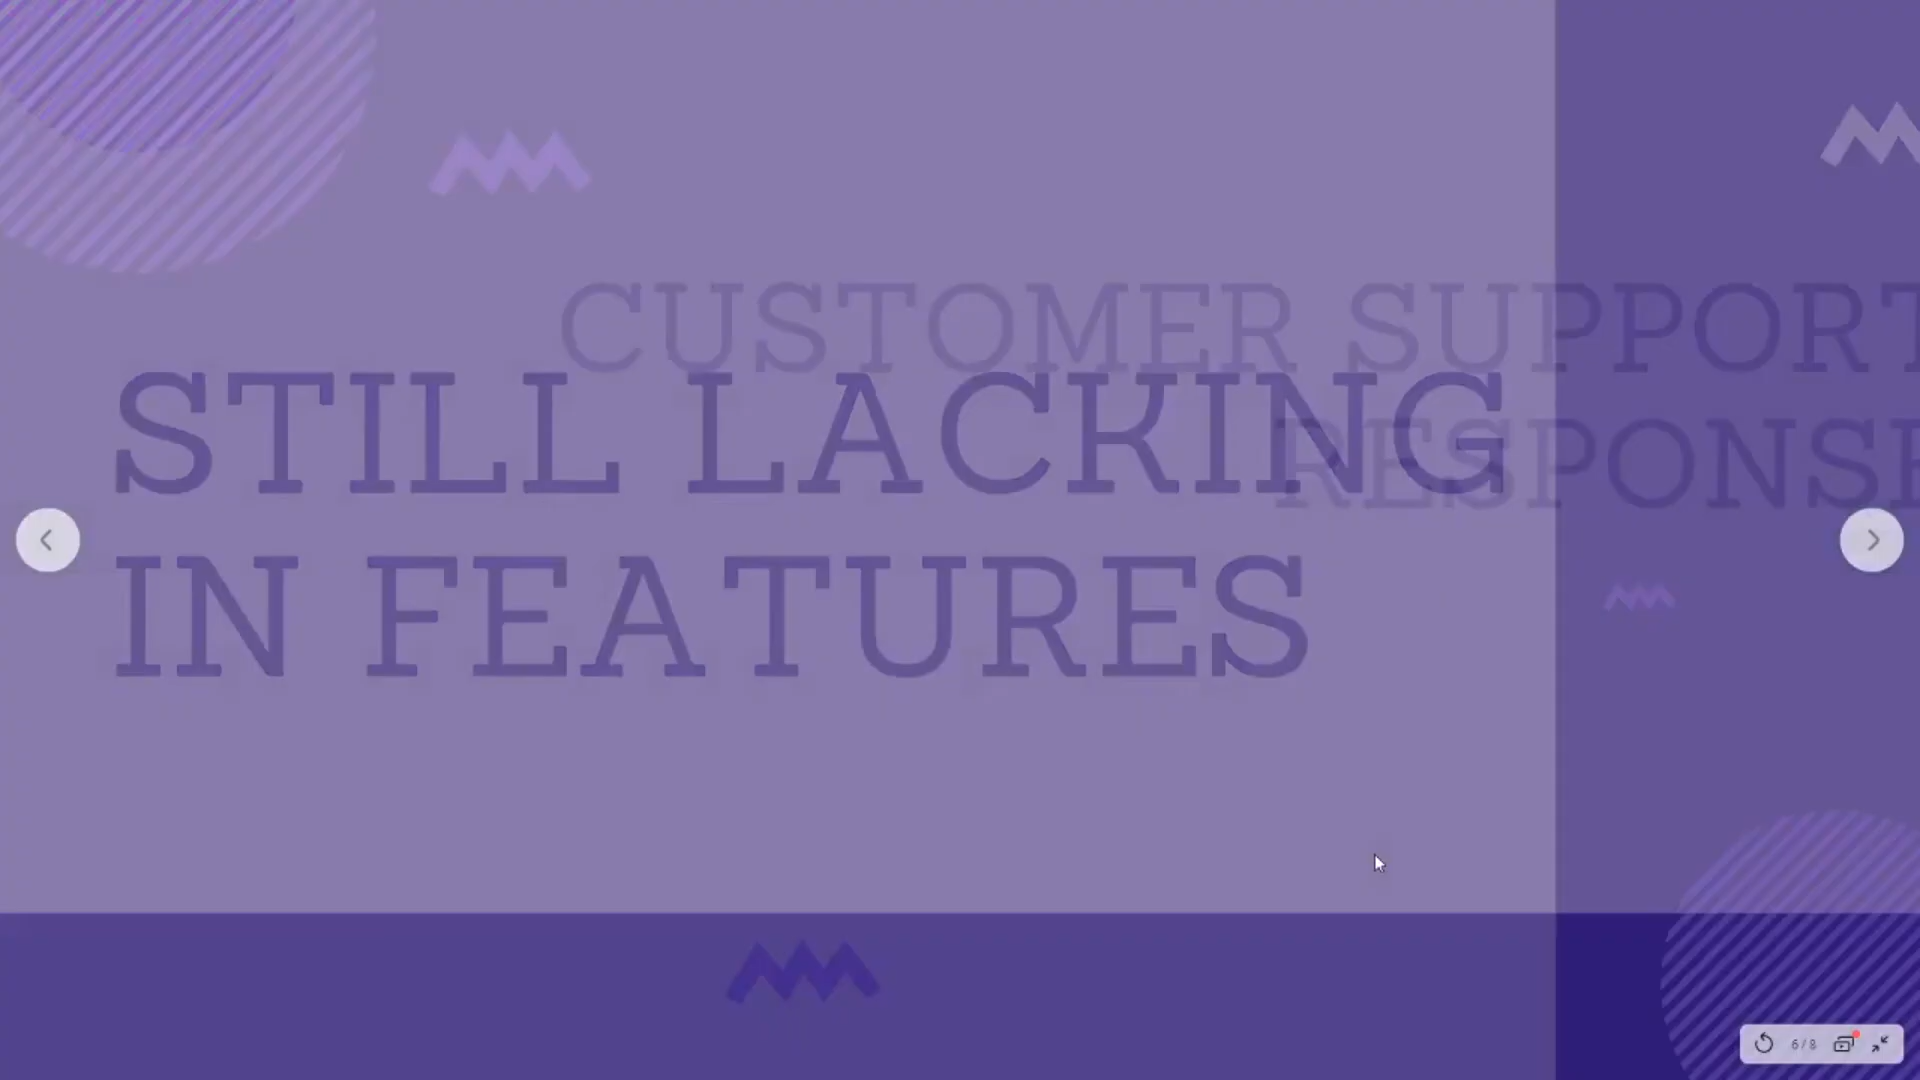 CUSTOMER SUPPORT
STILL LACKING
RESPONSE
IN FEATURES
6/8